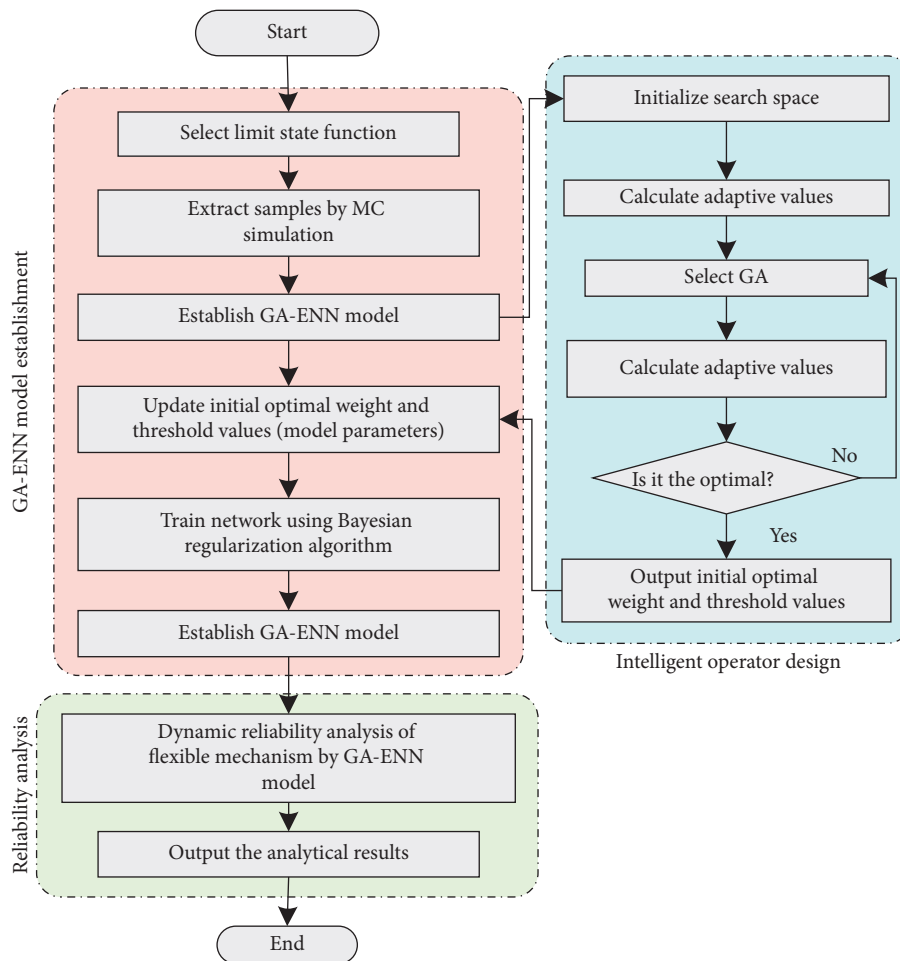 Start
GA-ENN model establishment
Select limit state function
Extract samples by MC
simulation
Establish GA-ENN model
Update initial optimal weight and
threshold values (model parameters)
Train network using Bayesian
regularization algorithm
Establish GA-ENN model
Initialize search space
Calculate adaptive values
Select GA
Calculate adaptive values
Is it the optimal?
No
Yes
Output initial optimal
weight and threshold values
Intelligent operator design
Reliability analysis
Dynamic reliability analysis of
flexible mechanism by GA-ENN
model
Output the analytical results
End